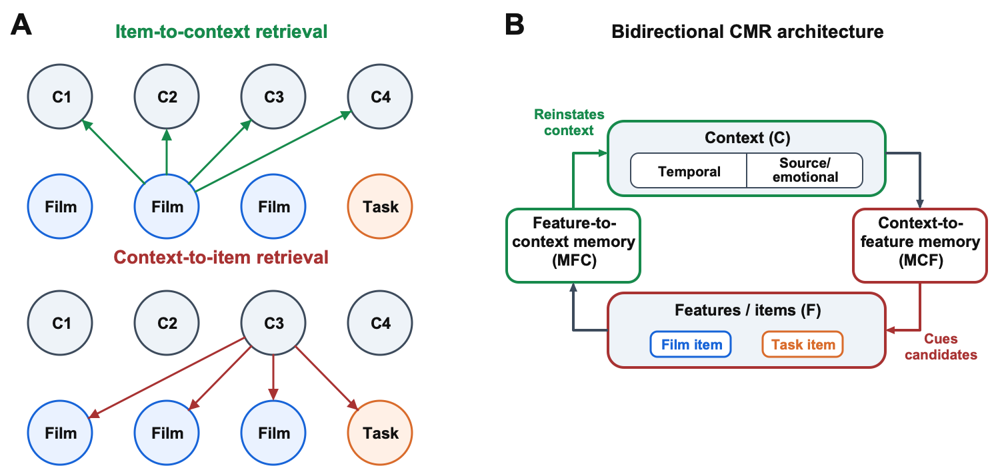 A
Item-to-context retrieval
C1
C2
C3
C4
Film
Film
Film
Task
Context-to-item retrieval
C1
C2
C3
C4
Film
Film
Film
Task
B
Bidirectional CMR architecture
Reinstates
context
Context (C)
Temporal
Source/
emotional
Feature-to-
context memory
(MFC)
Context-to-
feature memory
(MCF)
Features / items (F)
Film item
Task item
Cues
candidates